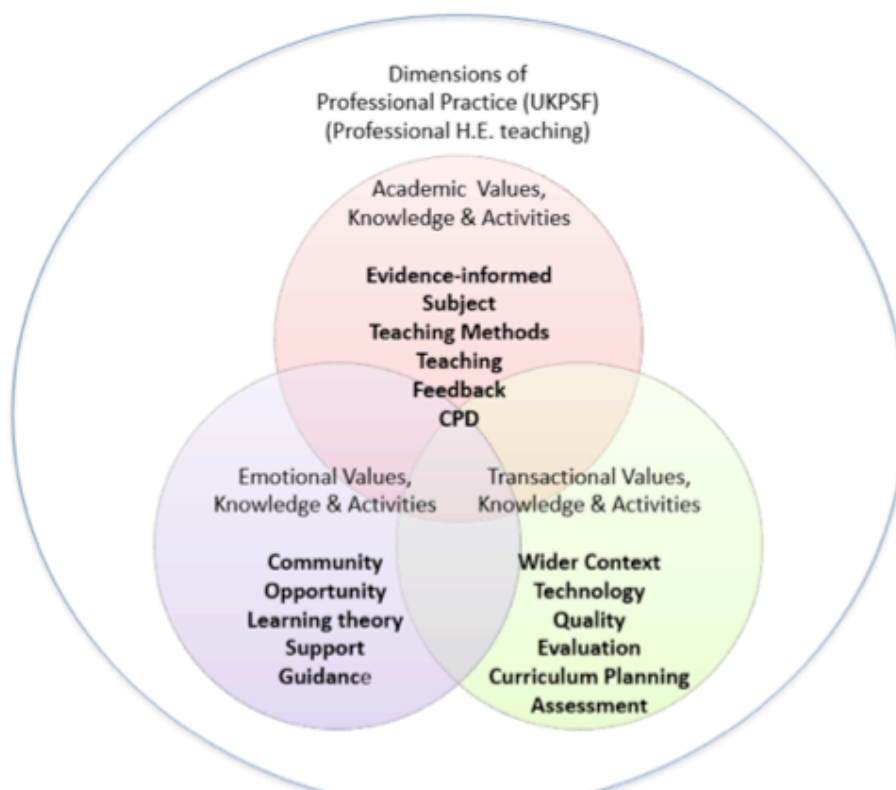 Dimensions of
Professional Practice (UKPSF)
(Professional H.E. teaching)
Academic Values,
Knowledge & Activities
Evidence-informed
Subject
Teaching Methods
Teaching
Feedback
CPD
Emotional Values,
Knowledge & Activities
Community
Opportunity
Learning theory
Support
Guidance
Transactional Values,
Knowledge & Activities
Wider Context
Technology
Quality
Evaluation
Curriculum Planning
Assessment